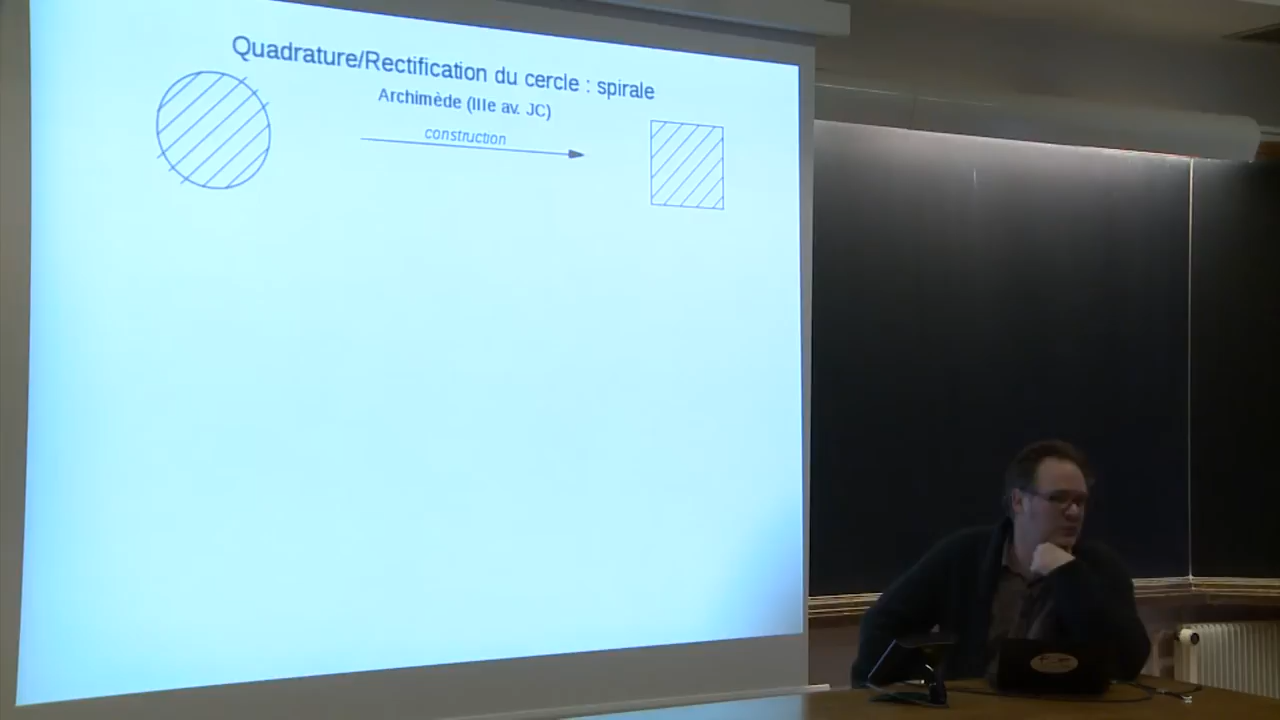 Quadrature/Rectification du cercle : spirale
Archimède (IIIe av. JC)
construction